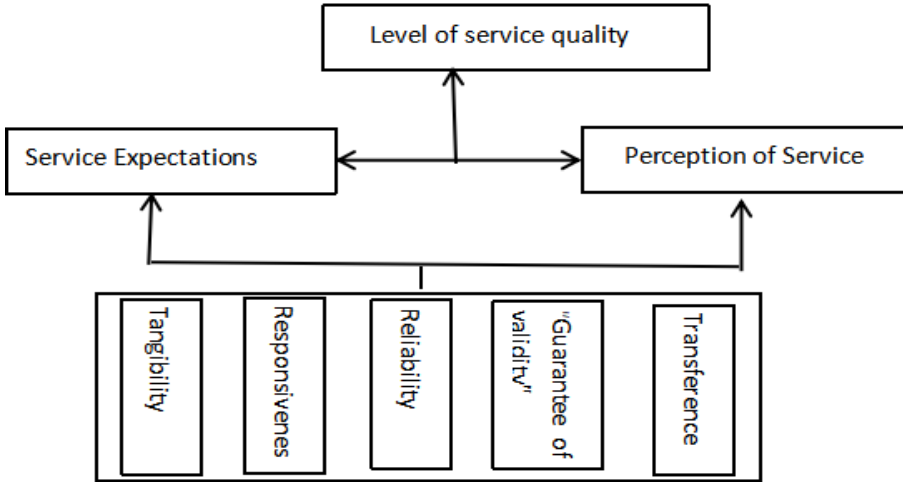 Level of service quality
Service Expectations
Perception of Service
Tangibility
Responsivenes
Reliability
"Guarantee of
validity"
Transference